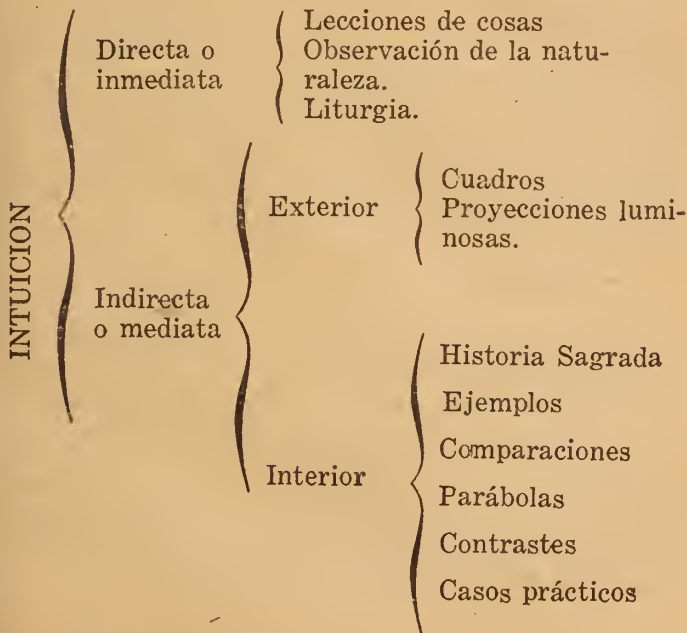 INTUICION
Directa o
inmediata
Lecciones de cosas
Observación de la natu-
raleza.
Liturgia.
Indirecta
o mediata
Exterior
Cuadros
Proyecciones lumi-
nosas.
Interior
Historia Sagrada
Ejemplos
Comparaciones
Parábolas
Contrastes
Casos prácticos